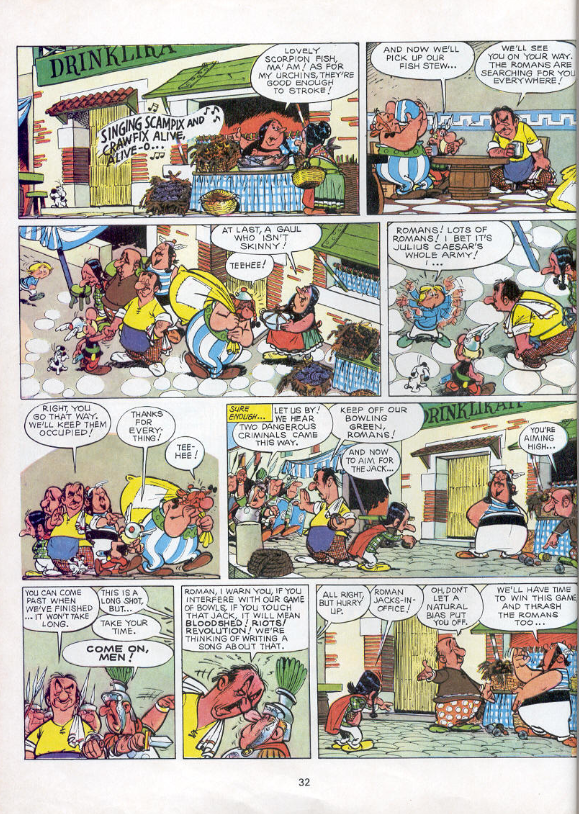 DRINKLIKA
LOVELY
SCORPION FISH,
MA'AM! AS FOR
MY URCHINS, THEY'RE
GOOD ENOUGH
TO STROKE!
SINGING SCAMPIX AND
CRAWFIX ALIVE,
ALIVE-O...
AND NOW WE'LL
PICK UP OUR
FISH STEW...
WE'LL SEE
YOU ON YOUR WAY.
THE ROMANS ARE
SEARCHING FOR YOU
EVERYWHERE!
AT LAST, A GAUL
WHO ISN'T
SKINNY!
TEEHEE!
ROMANS! LOTS OF
ROMANS! I BET IT'S
JULIUS CAESAR'S
WHOLE ARMY!
I...
RIGHT, YOU
GO THAT WAY.
WE'LL KEEP THEM
OCCUPIED!
THANKS
FOR
EVERY-
THING!
TEE-
HEE!
SURE
ENOUGH...
LET US BY!
WE HEAR
TWO DANGEROUS
CRIMINALS CAME
THIS WAY.
KEEP OFF OUR
BOWLING
GREEN,
ROMANS!
AND NOW
TO AIM FOR
THE JACK...
DRINKLIKAF
YOU'RE
AIMING
HIGH...
YOU CAN COME
PAST WHEN
WE'VE FINISHED
...IT WON'T TAKE
LONG.
THIS IS A
LONG SHOT,
BUT...
TAKE YOUR
TIME.
COME ON,
MEN!
ROMAN, I WARN YOU, IF YOU
INTERFERE WITH OUR GAME
OF BOWLS, IF YOU TOUCH
THAT JACK, IT WILL MEAN
BLOODSHED! RIOTS!
REVOLUTION! WE'RE
THINKING OF WRITING A
SONG ABOUT THAT.
ALL RIGHT,
BUT HURRY
UP.
ROMAN
JACKS-IN-
OFFICE!
OH, DON'T
LET A
NATURAL
BIAS PUT
YOU OFF.
WE'LL HAVE TIME
TO WIN THIS GAME
AND THRASH
THE ROMANS
TOO...
32